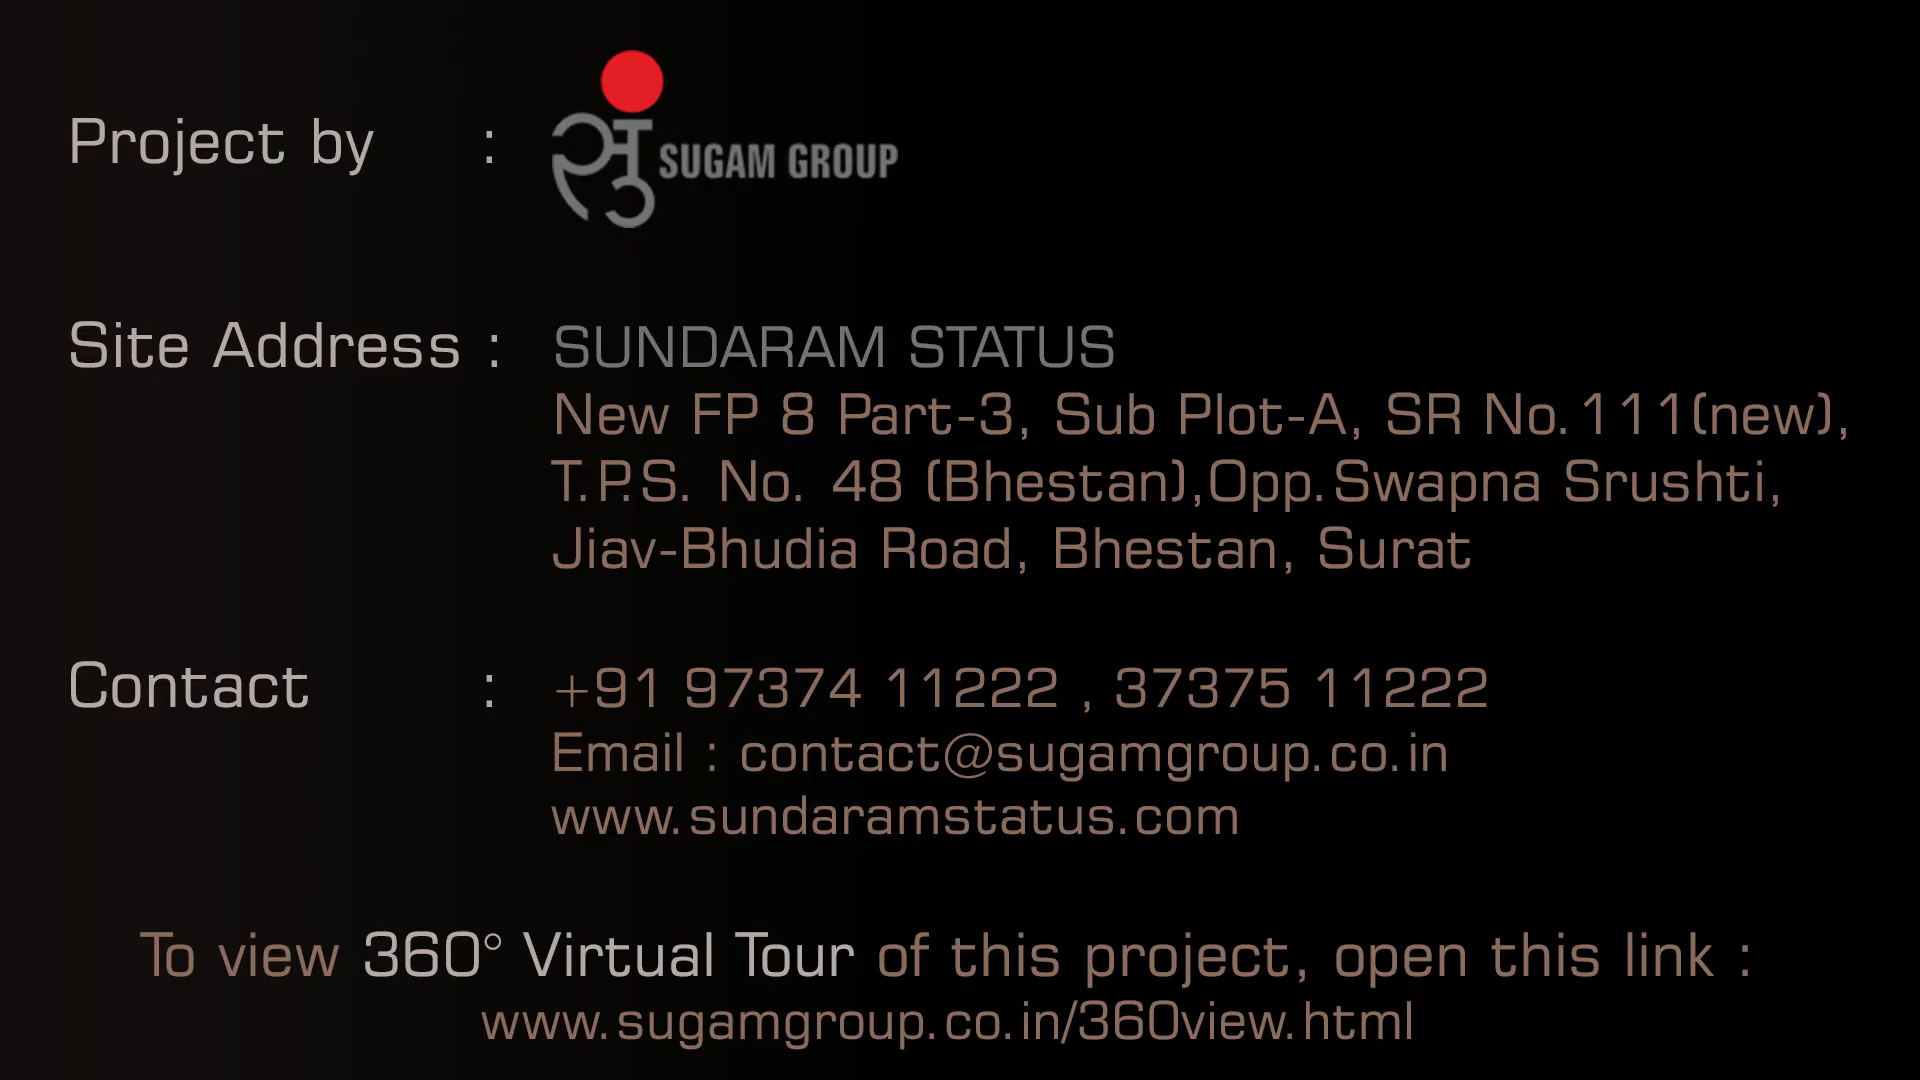 Project by : सुं SUGAM GROUP
Site Address : SUNDARAM STATUS
New FP 8 Part-3, Sub Plot-A, SR No.111(new),
T.P.S. No. 48 (Bhestan),Opp.Swapna Srushti,
Jiav-Bhudia Road, Bhestan, Surat
Contact : +91 97374 11222 , 37375 11222
Email : contact@sugamgroup.co.in
www.sundaramstatus.com
To view 360° Virtual Tour of this project, open this link :
www.sugamgroup.co.in/360view.html